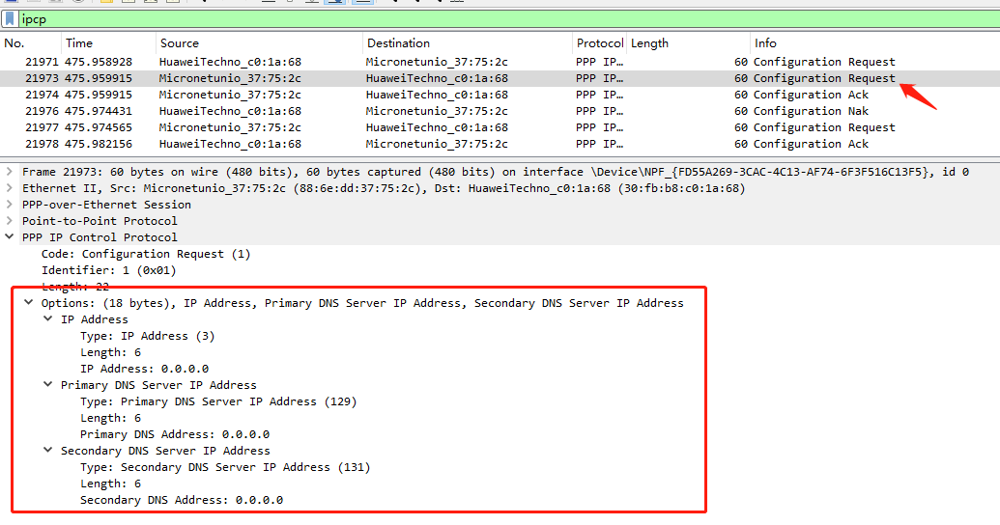 ipcp
No. Time Source Destination Protocol Length Info
21971 475.958928 HuaweiTechno_c0:1a:68 Micronetunio_37:75:2c PPP IP… 60 Configuration Request
21973 475.959915 Micronetunio_37:75:2c HuaweiTechno_c0:1a:68 PPP IP… 60 Configuration Request
21974 475.959915 Micronetunio_37:75:2c HuaweiTechno_c0:1a:68 PPP IP… 60 Configuration Ack
21976 475.974431 HuaweiTechno_c0:1a:68 Micronetunio_37:75:2c PPP IP… 60 Configuration Nak
21977 475.974565 Micronetunio_37:75:2c HuaweiTechno_c0:1a:68 PPP IP… 60 Configuration Request
21978 475.982156 HuaweiTechno_c0:1a:68 Micronetunio_37:75:2c PPP IP… 60 Configuration Ack
Frame 21973: 60 bytes on wire (480 bits), 60 bytes captured (480 bits) on interface \Device\NPF_{FD55A269-3CAC-4C13-AF74-6F3F516C13F5}, id 0
Ethernet II, Src: Micronetunio_37:75:2c (88:6e:dd:37:75:2c), Dst: HuaweiTechno_c0:1a:68 (30:fb:b8:c0:1a:68)
PPP-over-Ethernet Session
Point-to-Point Protocol
PPP IP Control Protocol
Code: Configuration Request (1)
Identifier: 1 (0x01)
Length: 22
Options: (18 bytes), IP Address, Primary DNS Server IP Address, Secondary DNS Server IP Address
IP Address
Type: IP Address (3)
Length: 6
IP Address: 0.0.0.0
Primary DNS Server IP Address
Type: Primary DNS Server IP Address (129)
Length: 6
Primary DNS Address: 0.0.0.0
Secondary DNS Server IP Address
Type: Secondary DNS Server IP Address (131)
Length: 6
Secondary DNS Address: 0.0.0.0